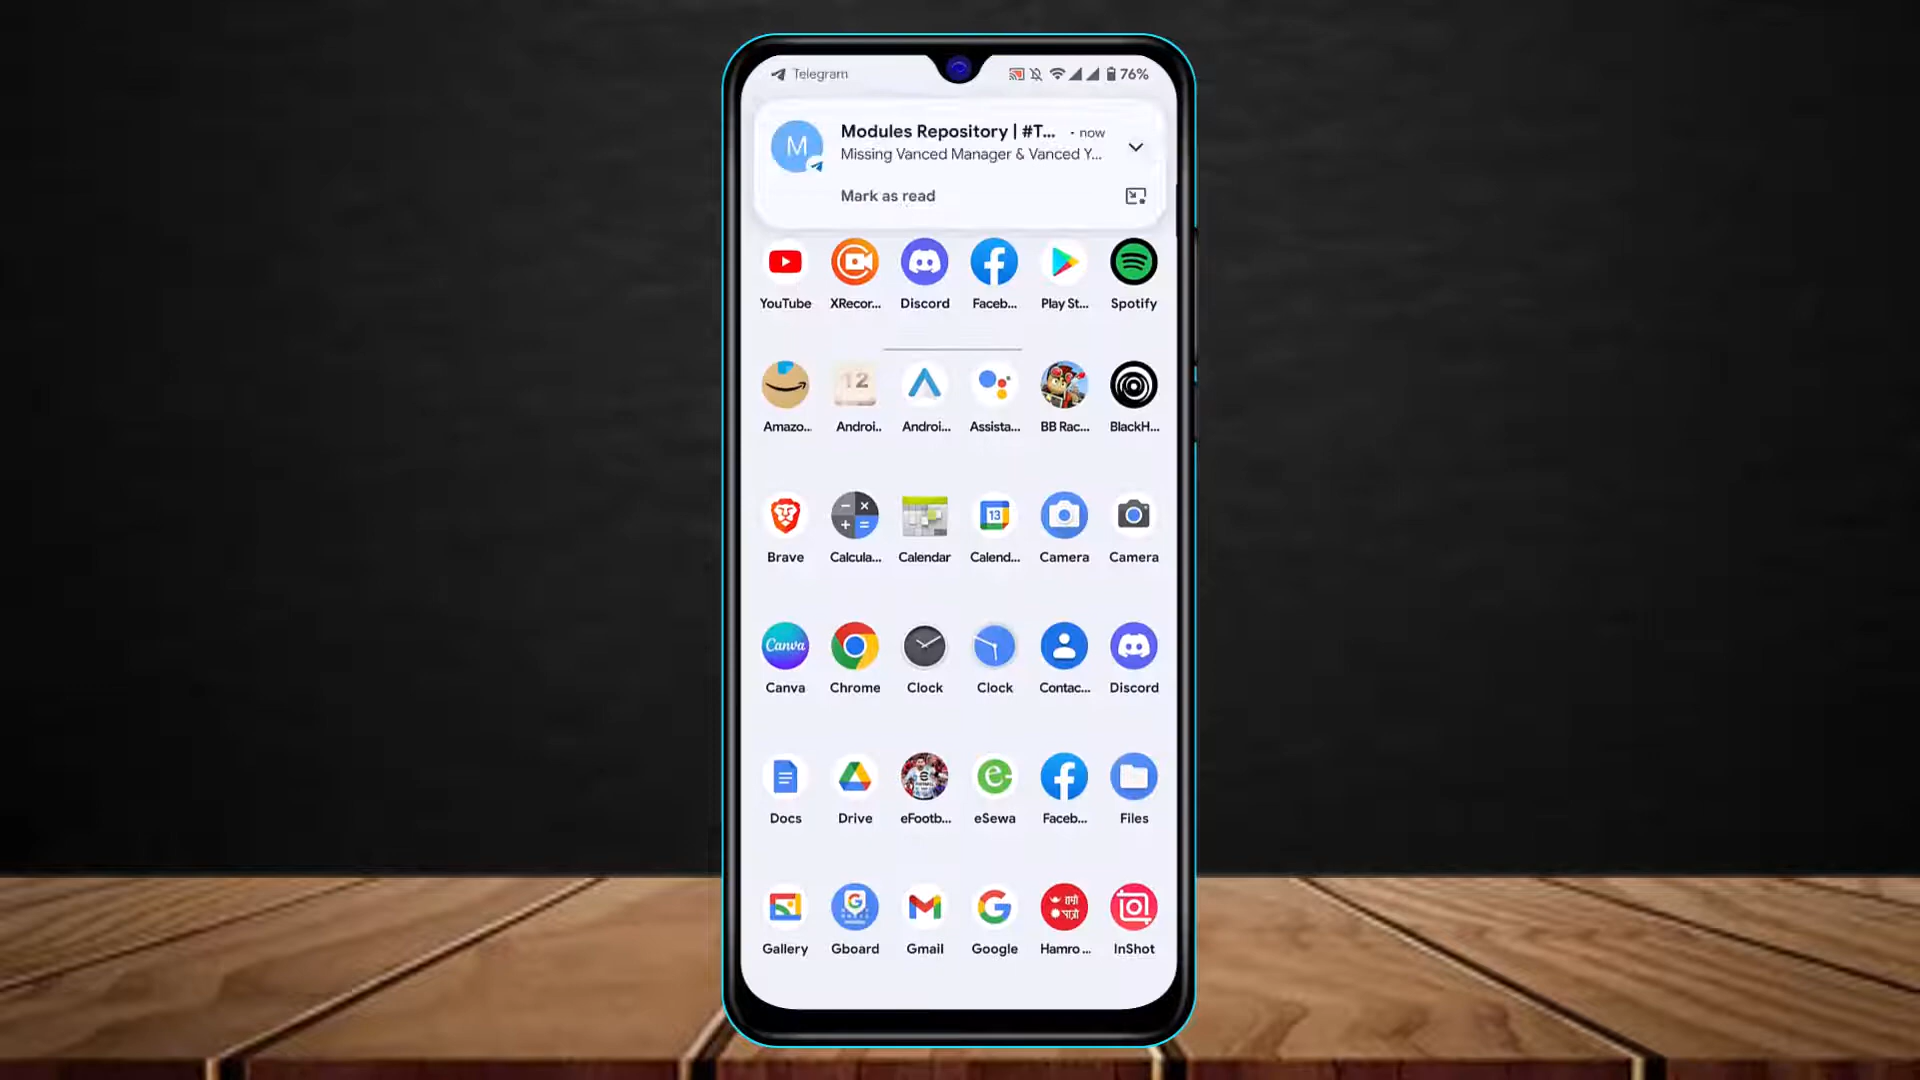 Telegram
76%
M
Modules Repository | #T... • now
Missing Vanced Manager & Vanced Y...
Mark as read
YouTube XRecor... Discord Faceb... Play St... Spotify
12
Amazo.. Androi.. Androi... Assista... BB Rac... BlackH...
13
Brave Calcula... Calendar Calend... Camera Camera
Canva
Canva Chrome Clock Clock Contac... Discord
Docs Drive eFootb... eSewa Faceb... Files
हाम्रो
पात्रो
Gallery Gboard Gmail Google Hamro ... InShot